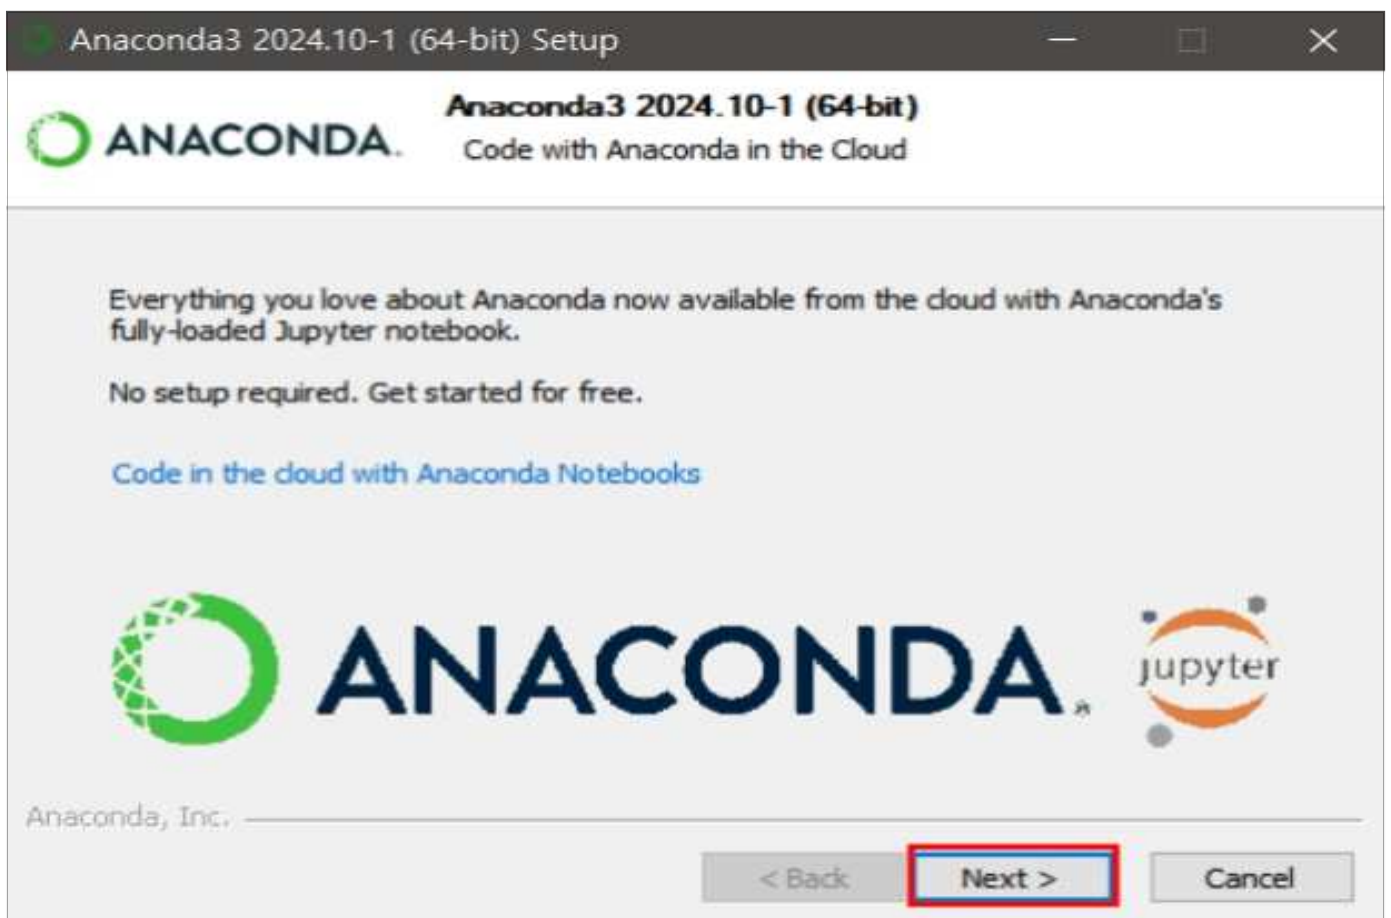 Anaconda3 2024.10-1 (64-bit) Setup
ANACONDA.
Anaconda3 2024.10-1 (64-bit)
Code with Anaconda in the Cloud
Everything you love about Anaconda now available from the cloud with Anaconda's
fully-loaded Jupyter notebook.
No setup required. Get started for free.
Code in the cloud with Anaconda Notebooks
ANACONDA.
jupyter
Anaconda, Inc.
< Back
Next >
Cancel